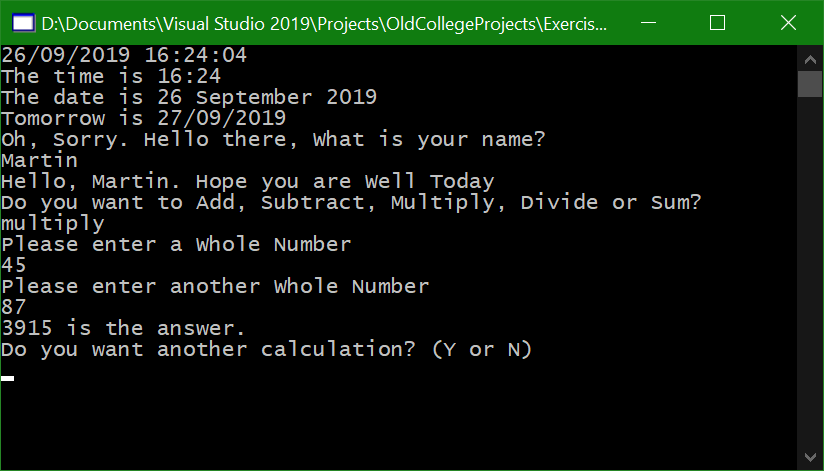 D:\Documents\Visual Studio 2019\Projects\OldCollegeProjects\Exercis...
26/09/2019 16:24:04
The time is 16:24
The date is 26 September 2019
Tomorrow is 27/09/2019
Oh, Sorry. Hello there, What is your name?
Martin
Hello, Martin. Hope you are Well Today
Do you want to Add, Subtract, Multiply, Divide or Sum?
multiply
Please enter a Whole Number
45
Please enter another Whole Number
87
3915 is the answer.
Do you want another calculation? (Y or N)